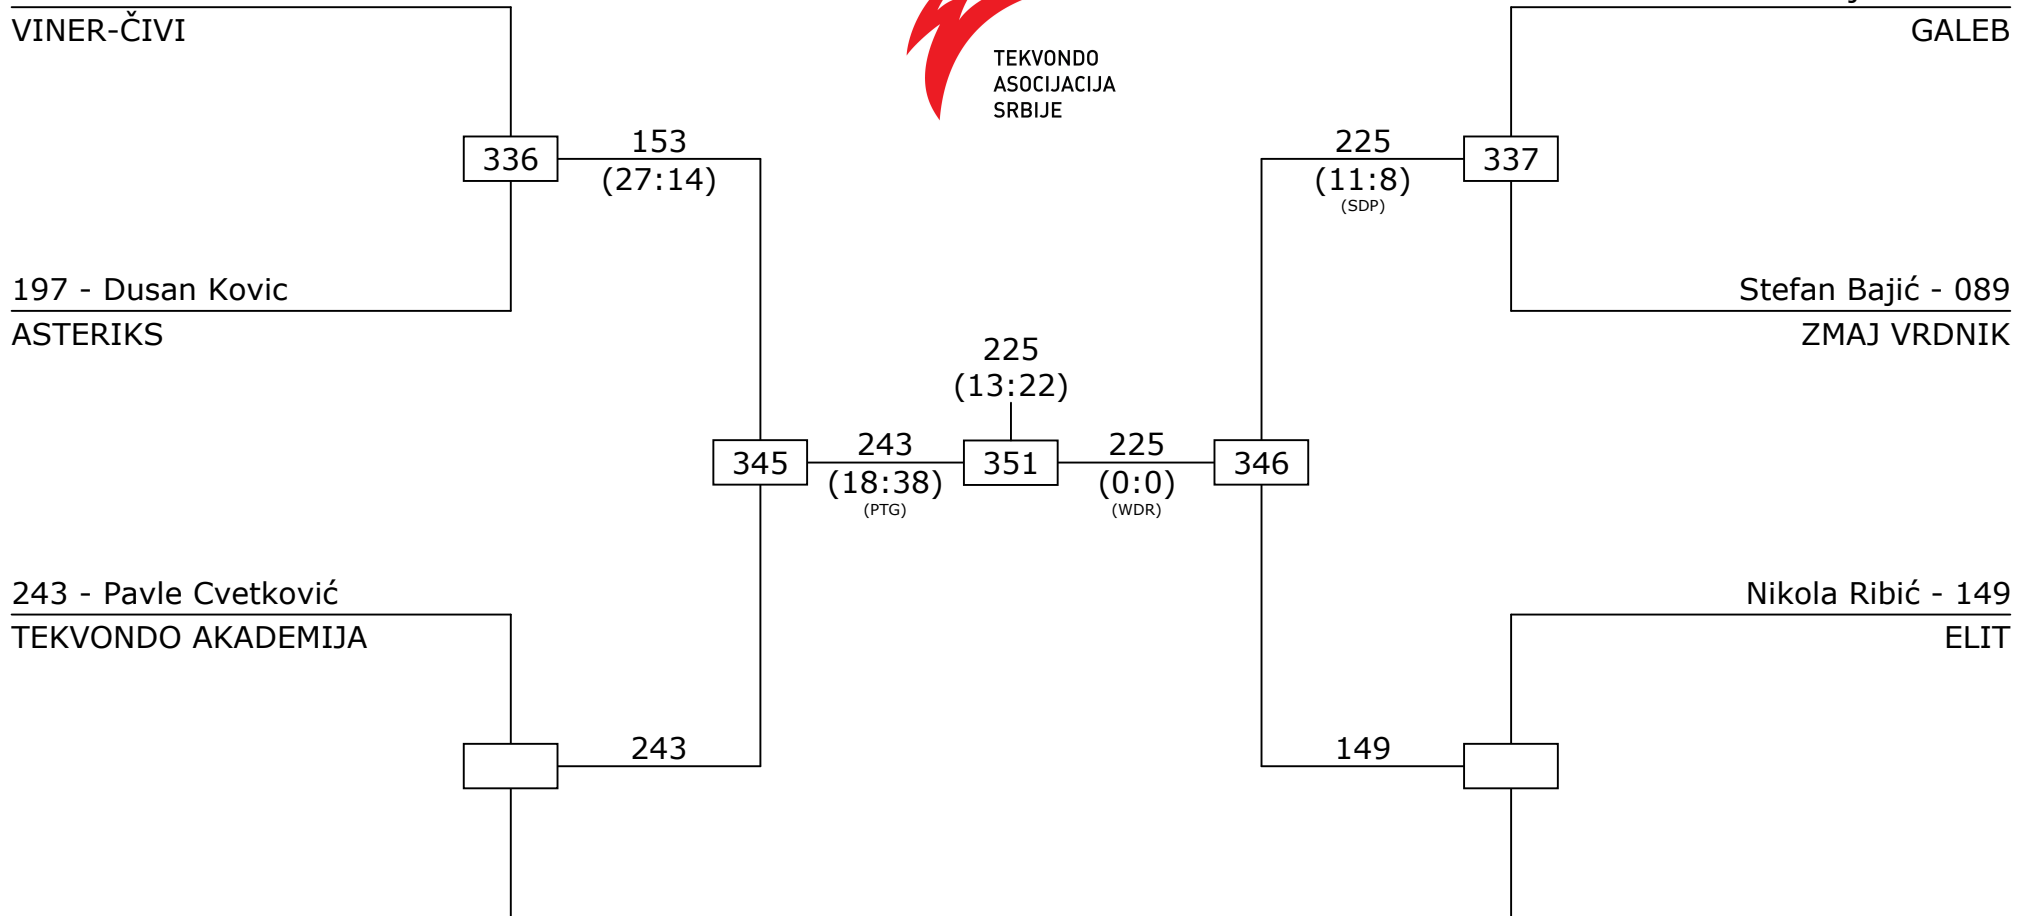 VINER-ČIVI
GALEB
TEKVONDO
ASOCIJACIJA
SRBIJE
336
153
(27:14)
225
(11:8)
(SDP)
337
197 - Dusan Kovic
ASTERIKS
Stefan Bajić - 089
ZMAJ VRDNIK
225
(13:22)
345
243
(18:38)
(PTG)
351
225
(0:0)
(WDR)
346
243 - Pavle Cvetković
TEKVONDO AKADEMIJA
Nikola Ribić - 149
ELIT
243
149